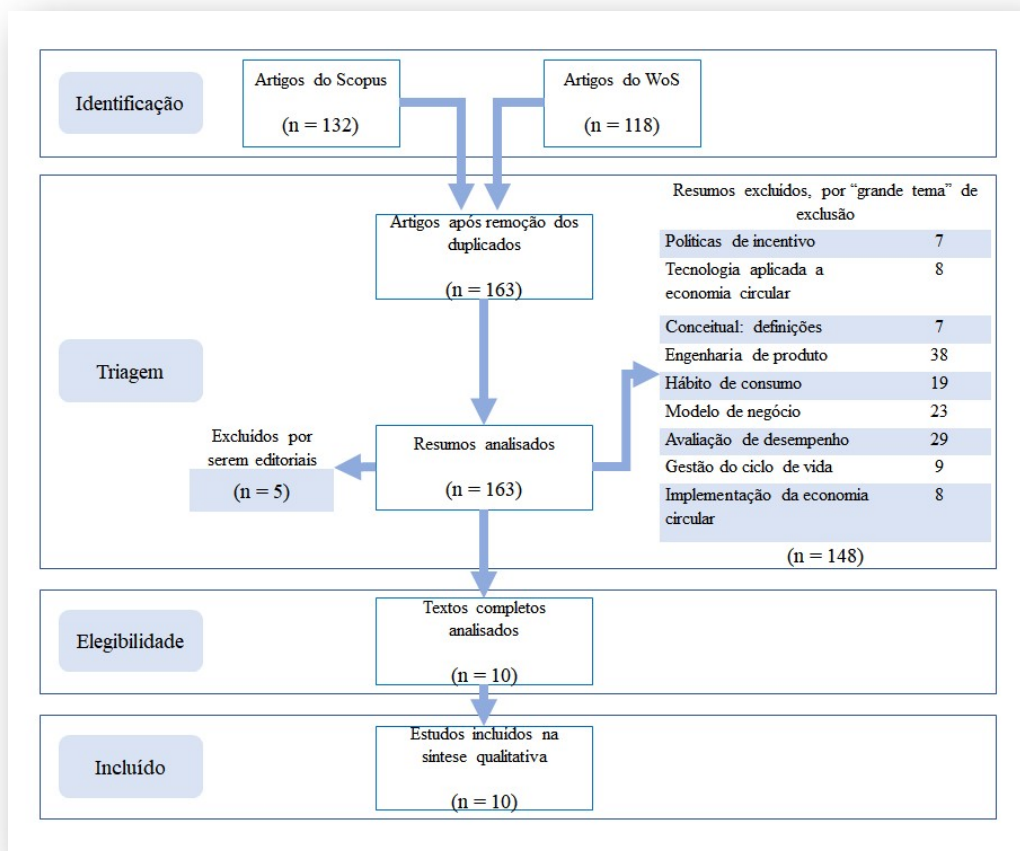 Identificação
Artigos do Scopus
(n = 132)
Artigos do WoS
(n = 118)
Triagem
Artigos após remoção dos
duplicados
(n = 163)
Resumos analisados
(n = 163)
Excluidos por
serem editoriais
(n = 5)
Resumos excluídos, por “grande tema” de
exclusão
Políticas de incentivo 7
Tecnologia aplicada a 8
economia circular
Conceitual: definições 7
Engenharia de produto 38
Hábito de consumo 19
Modelo de negócio 23
Avaliação de desempenho 29
Gestão do ciclo de vida 9
Implementação da economia 8
circular
(n = 148)
Elegibilidade
Textos completos
analisados
(n = 10)
Incluído
Estudos incluídos na
síntese qualitativa
(n = 10)